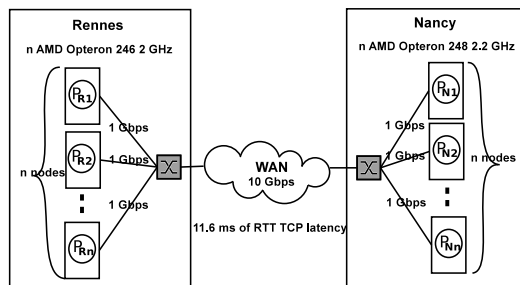 Rennes
n AMD Opteron 246 2 GHz
PR1
1 Gbps
PR2
1 Gbps
n nodes
1 Gbps
PRn
WAN
10 Gbps
11.6 ms of RTT TCP latency
Nancy
n AMD Opteron 248 2.2 GHz
PN1
1 Gbps
PN2
1 Gbps
n nodes
1 Gbps
PNn